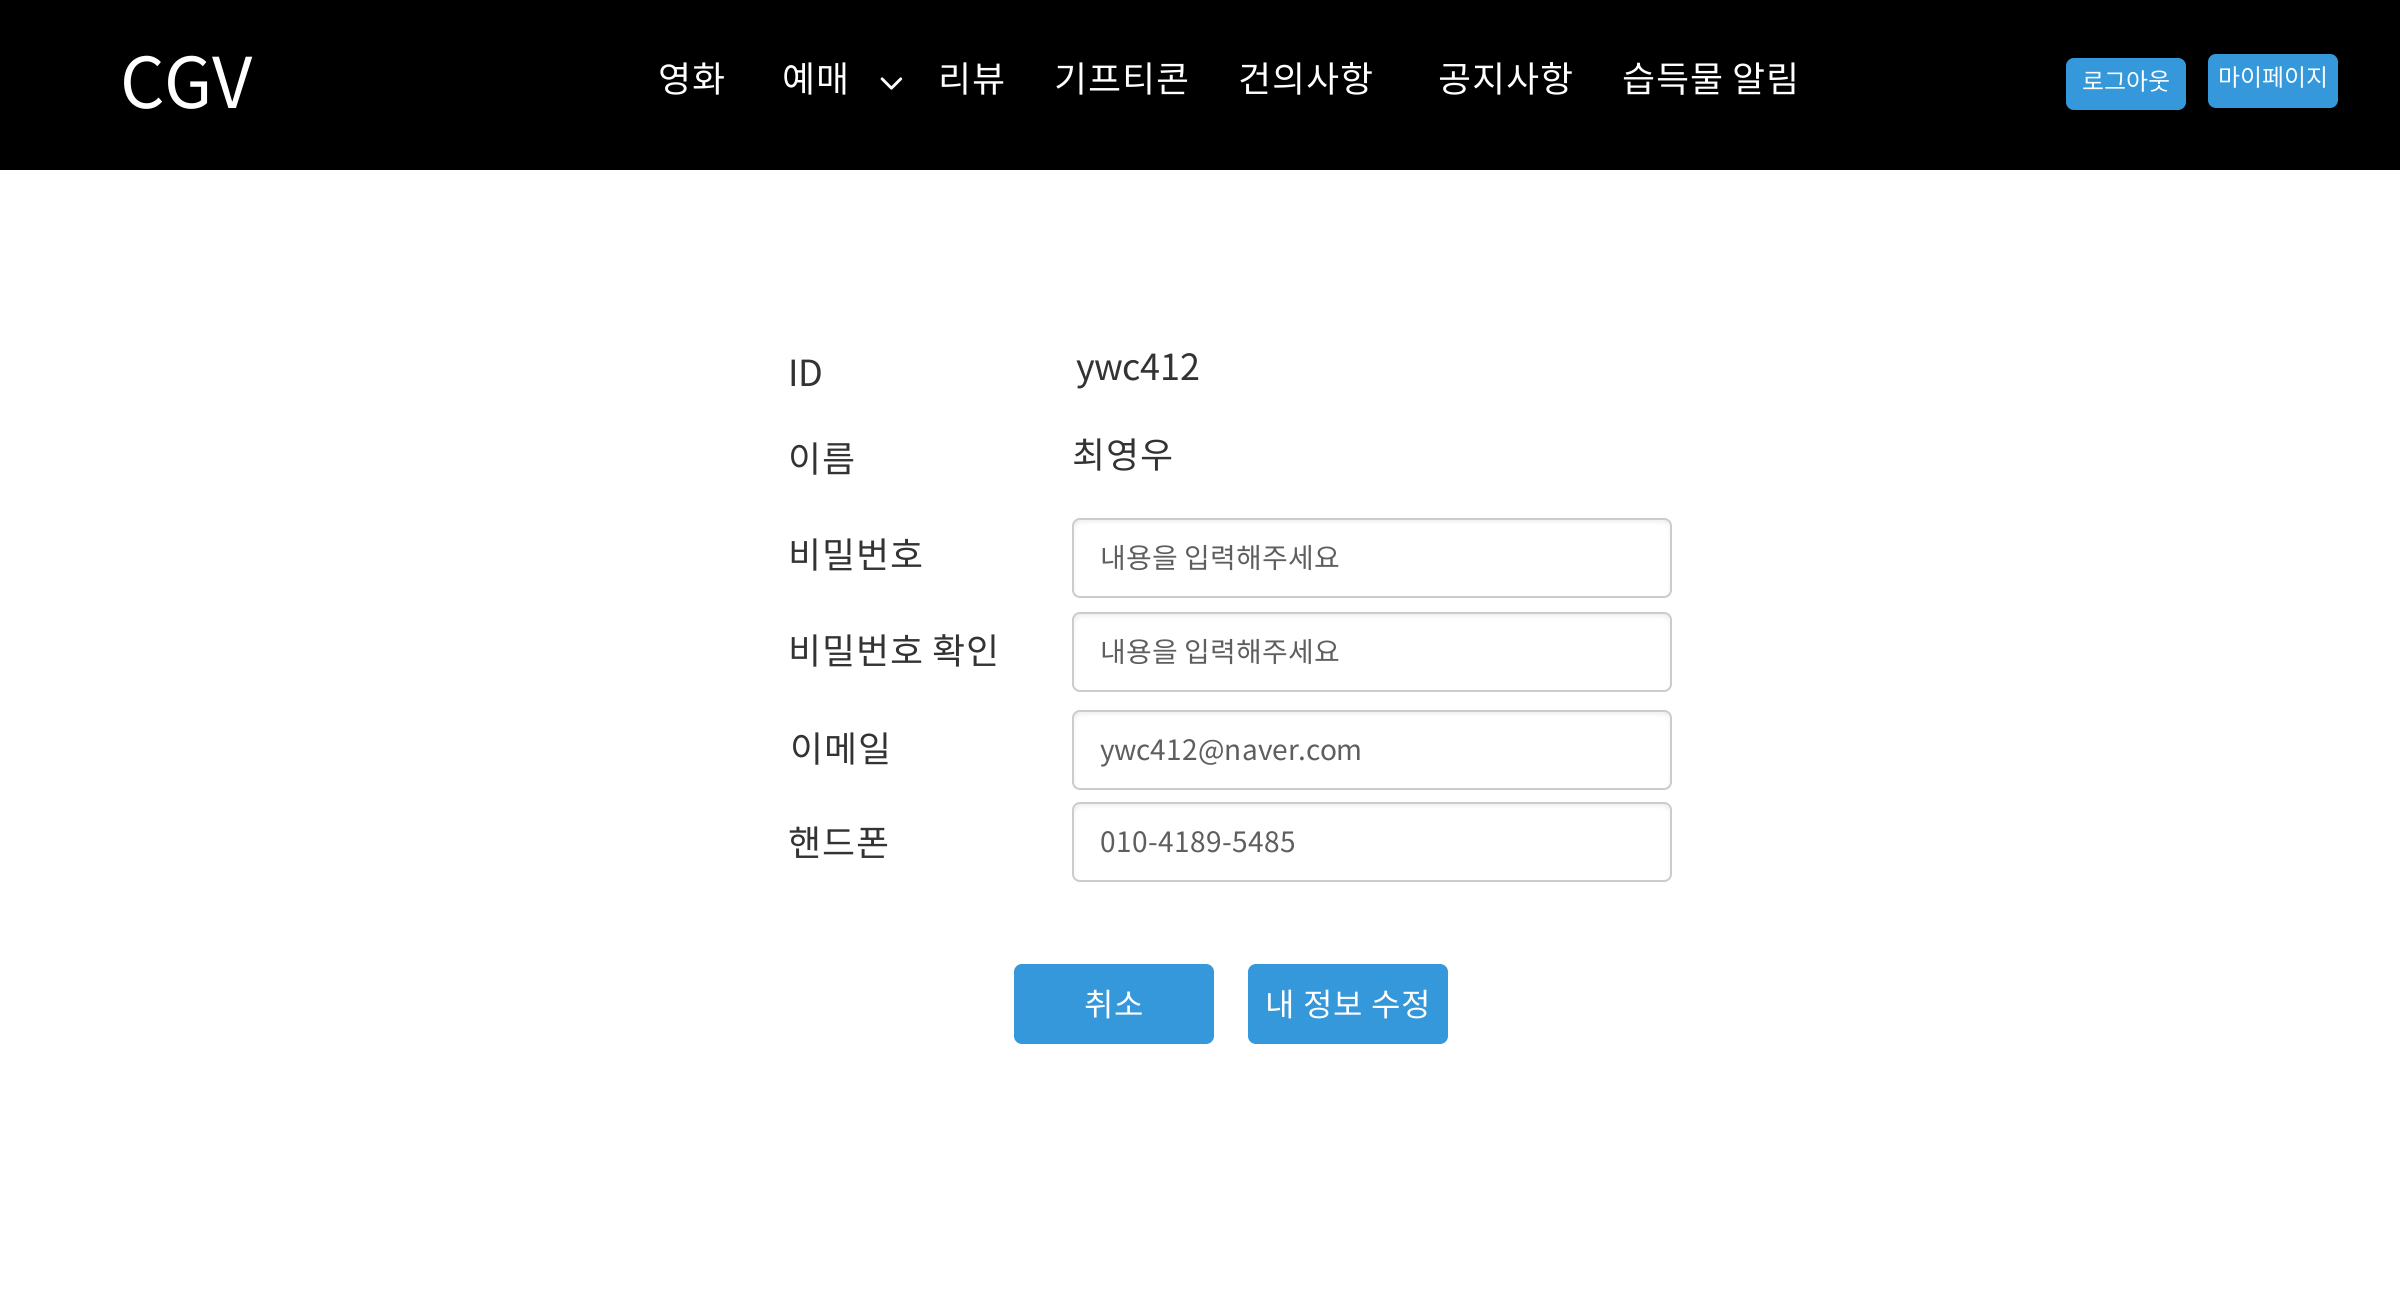 CGV 영화 예매 리뷰 기프티콘 건의사항 공지사항 습득물 알림 로그아웃 마이페이지
ID ywc412
이름 최영우
비밀번호 내용을 입력해주세요
비밀번호 확인 내용을 입력해주세요
이메일 ywc412@naver.com
핸드폰 010-4189-5485
취소 내 정보 수정